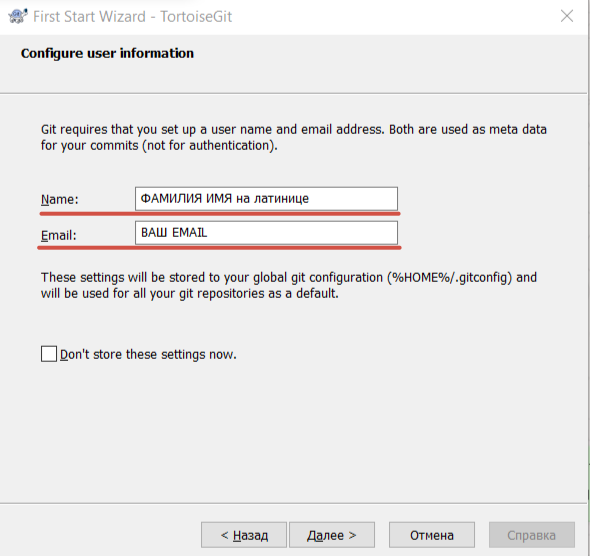 First Start Wizard - TortoiseGit
Configure user information
Git requires that you set up a user name and email address. Both are used as meta data
for your commits (not for authentication).
Name: ФАМИЛИЯ ИМЯ на латинице
Email: ВАШ EMAIL
These settings will be stored to your global git configuration (%HOME%/.gitconfig) and
will be used for all your git repositories as a default.
Don't store these settings now.
< Назад Далее > Отмена Справка